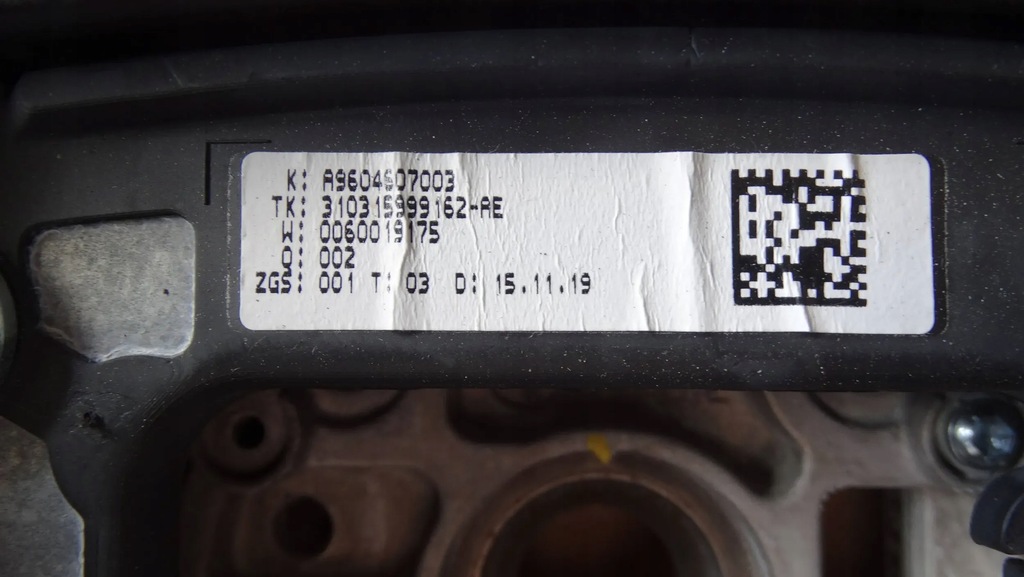 K: A9604607003
TK: 310315999162-AE
W: 0060019175
Q: 002
ZGS: 001 T: 03 D: 15.11.19